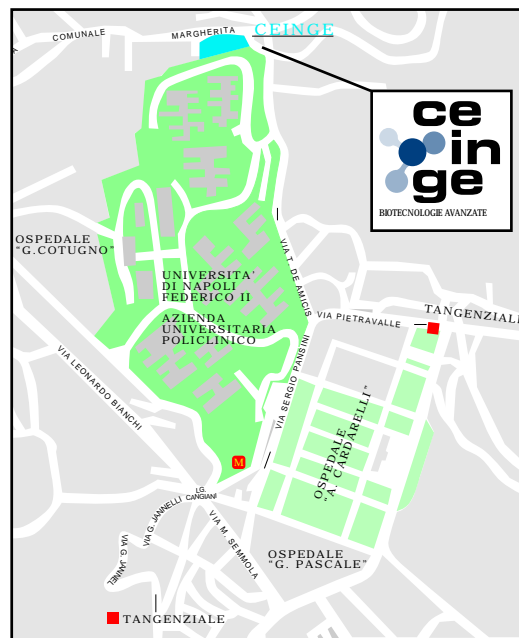 COMUNALE MARGHERITA
CEINGE
ce
in
ge
BIOTECNOLOGIE AVANZATE
OSPEDALE
"G.COTUGNO"
UNIVERSITA'
DI NAPOLI
FEDERICO II
AZIENDA
UNIVERSITARIA
POLICLINICO
VIA T. DE AMICIS
VIA PIETRAVALLE
TANGENZIALE
VIA LEONARDO BIANCHI
VIA SERGIO PANSINI
OSPEDALE
"A. CARDARELLI"
M
LG.
CANGIANI
VIA G. JANNELLI
VIA M. SEMMOLA
OSPEDALE
"G. PASCALE"
TANGENZIALE